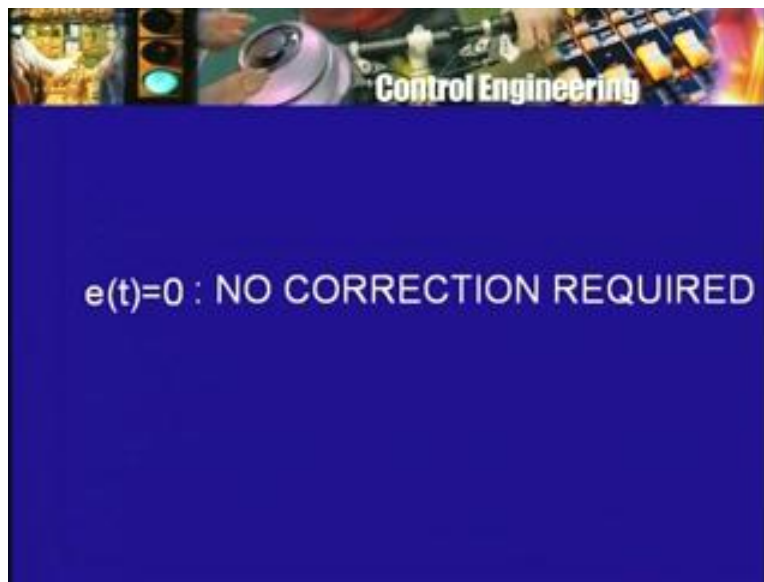 Control Engineering
e(t)=0 : NO CORRECTION REQUIRED